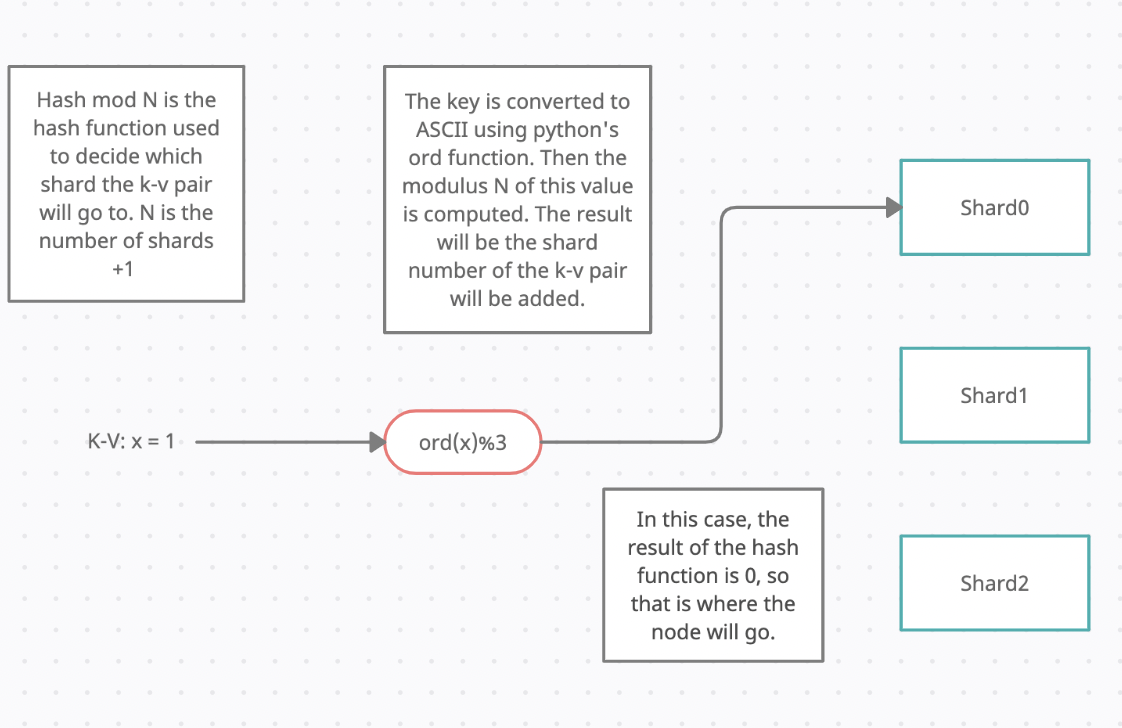 Hash mod N is the
hash function used
to decide which
shard the k-v pair
will go to. N is the
number of shards
+1
The key is converted to
ASCII using python's
ord function. Then the
modulus N of this value
is computed. The result
will be the shard
number of the k-v pair
will be added.
Shard0
Shard1
K-V: x = 1
ord(x)%3
In this case, the
result of the hash
function is 0, so
that is where the
node will go.
Shard2